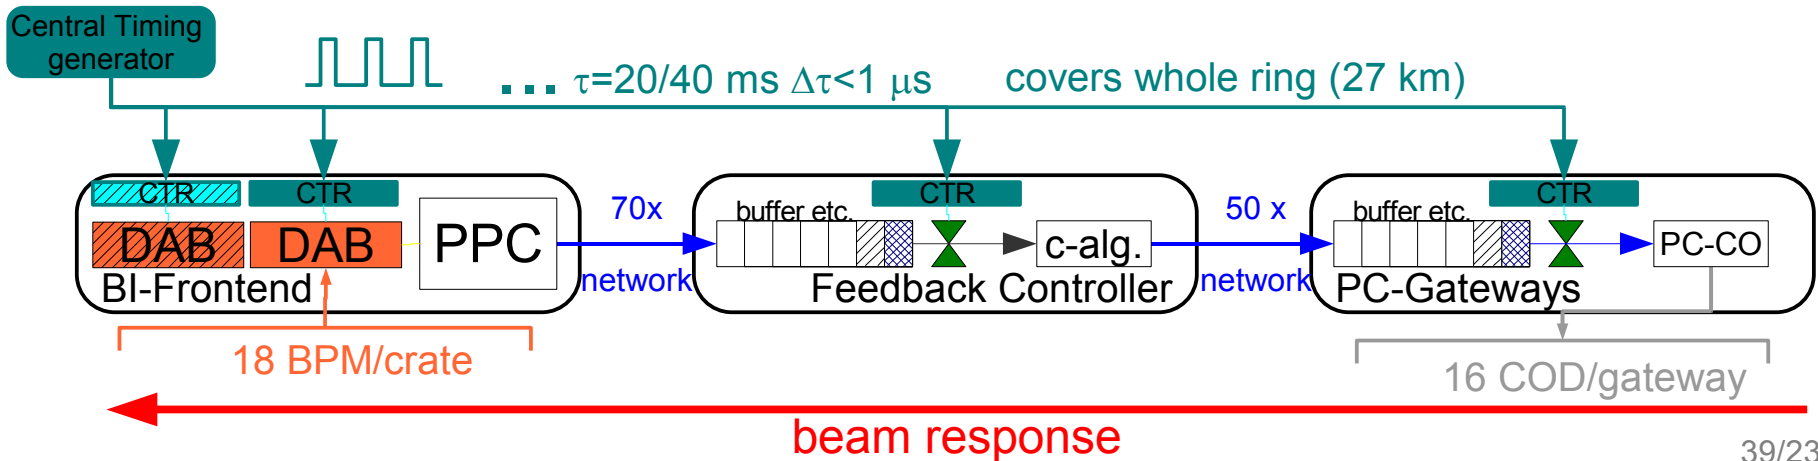 Central Timing
generator
... τ=20/40 ms Δτ<1 μs
covers whole ring (27 km)
CTR
CTR
CTR
CTR
DAB
DAB
PPC
BI-Frontend
70x
network
buffer etc.
c-alg.
Feedback Controller
50 x
network
buffer etc.
PC-CO
PC-Gateways
18 BPM/crate
16 COD/gateway
beam response
39/23